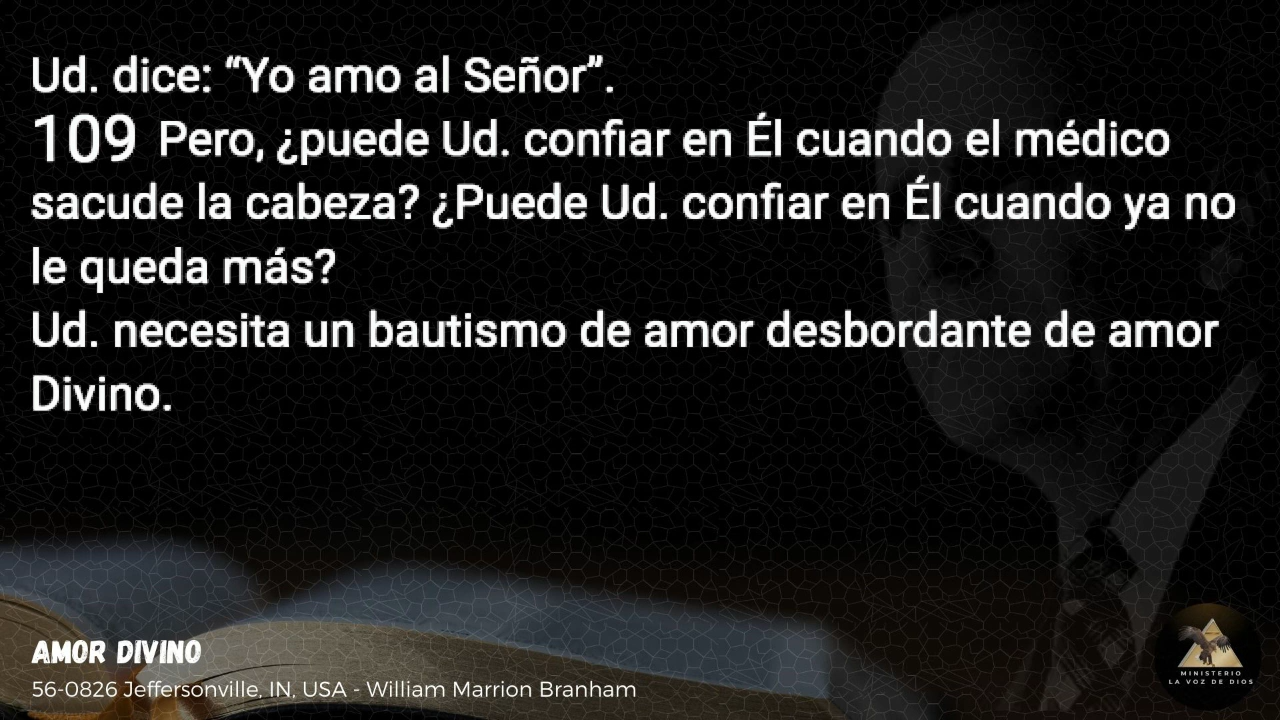 Ud. dice: “Yo amo al Señor”.
109 Pero, ¿puede Ud. confiar en Él cuando el médico
sacude la cabeza? ¿Puede Ud. confiar en Él cuando ya no
le queda más?
Ud. necesita un bautismo de amor desbordante de amor
Divino.
AMOR DIVINO
56-0826 Jeffersonville, IN, USA - William Marrion Branham
MINISTERIO
LA VOZ DE DIOS